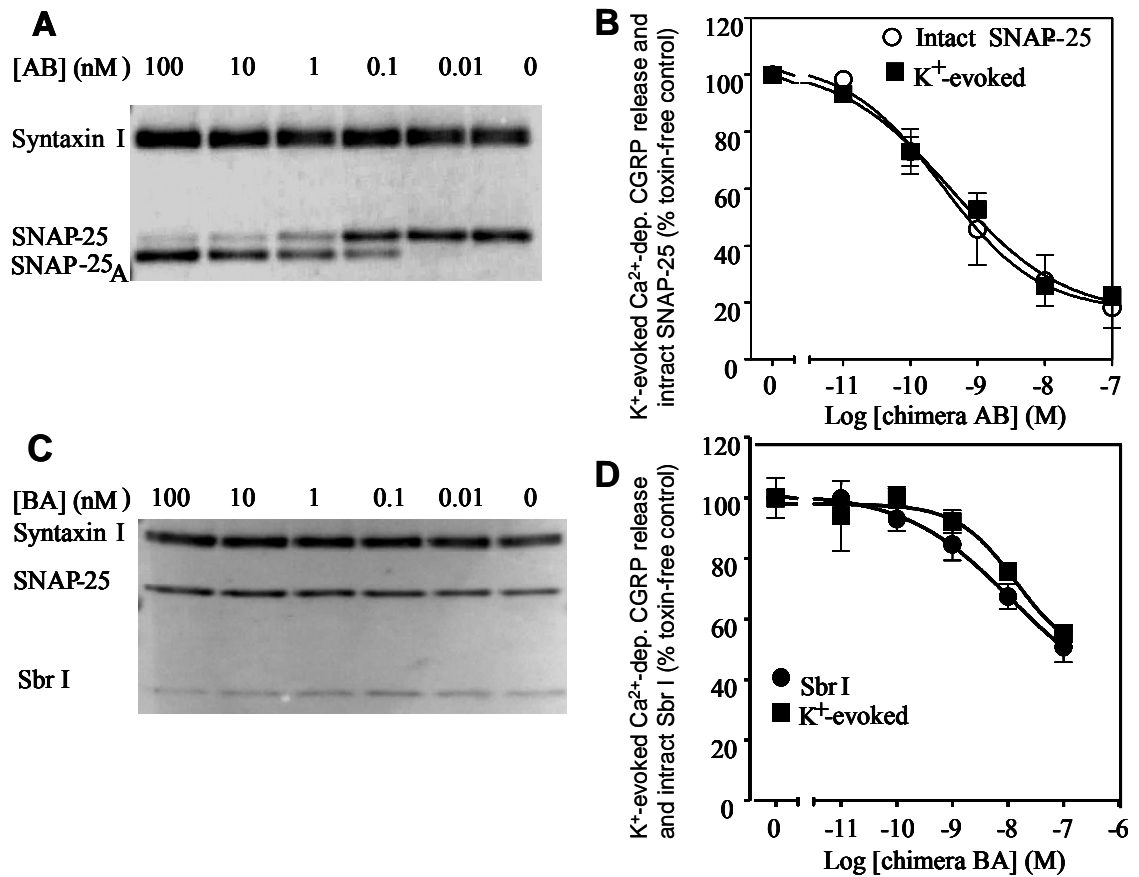 A
[AB] (nM) 100 10 1 0.1 0.01 0
Syntaxin I
SNAP-25
SNAP-25A
B
K+-evoked Ca2+-dep. CGRP release and
intract SNAP-25 (% toxin-free control)
120
100
80
60
40
20
0
Intact SNAP-25
K+-evoked
0 -11 -10 -9 -8 -7
Log [chimera AB] (M)
C
[BA] (nM) 100 10 1 0.1 0.01 0
Syntaxin I
SNAP-25
Sbr I
D
K+-evoked Ca2+-dep. CGRP release
and intract Sbr I (% toxin-free control)
120
100
80
60
40
20
0
Sbr I
K+-evoked
0 -11 -10 -9 -8 -7 -6
Log [chimera BA] (M)